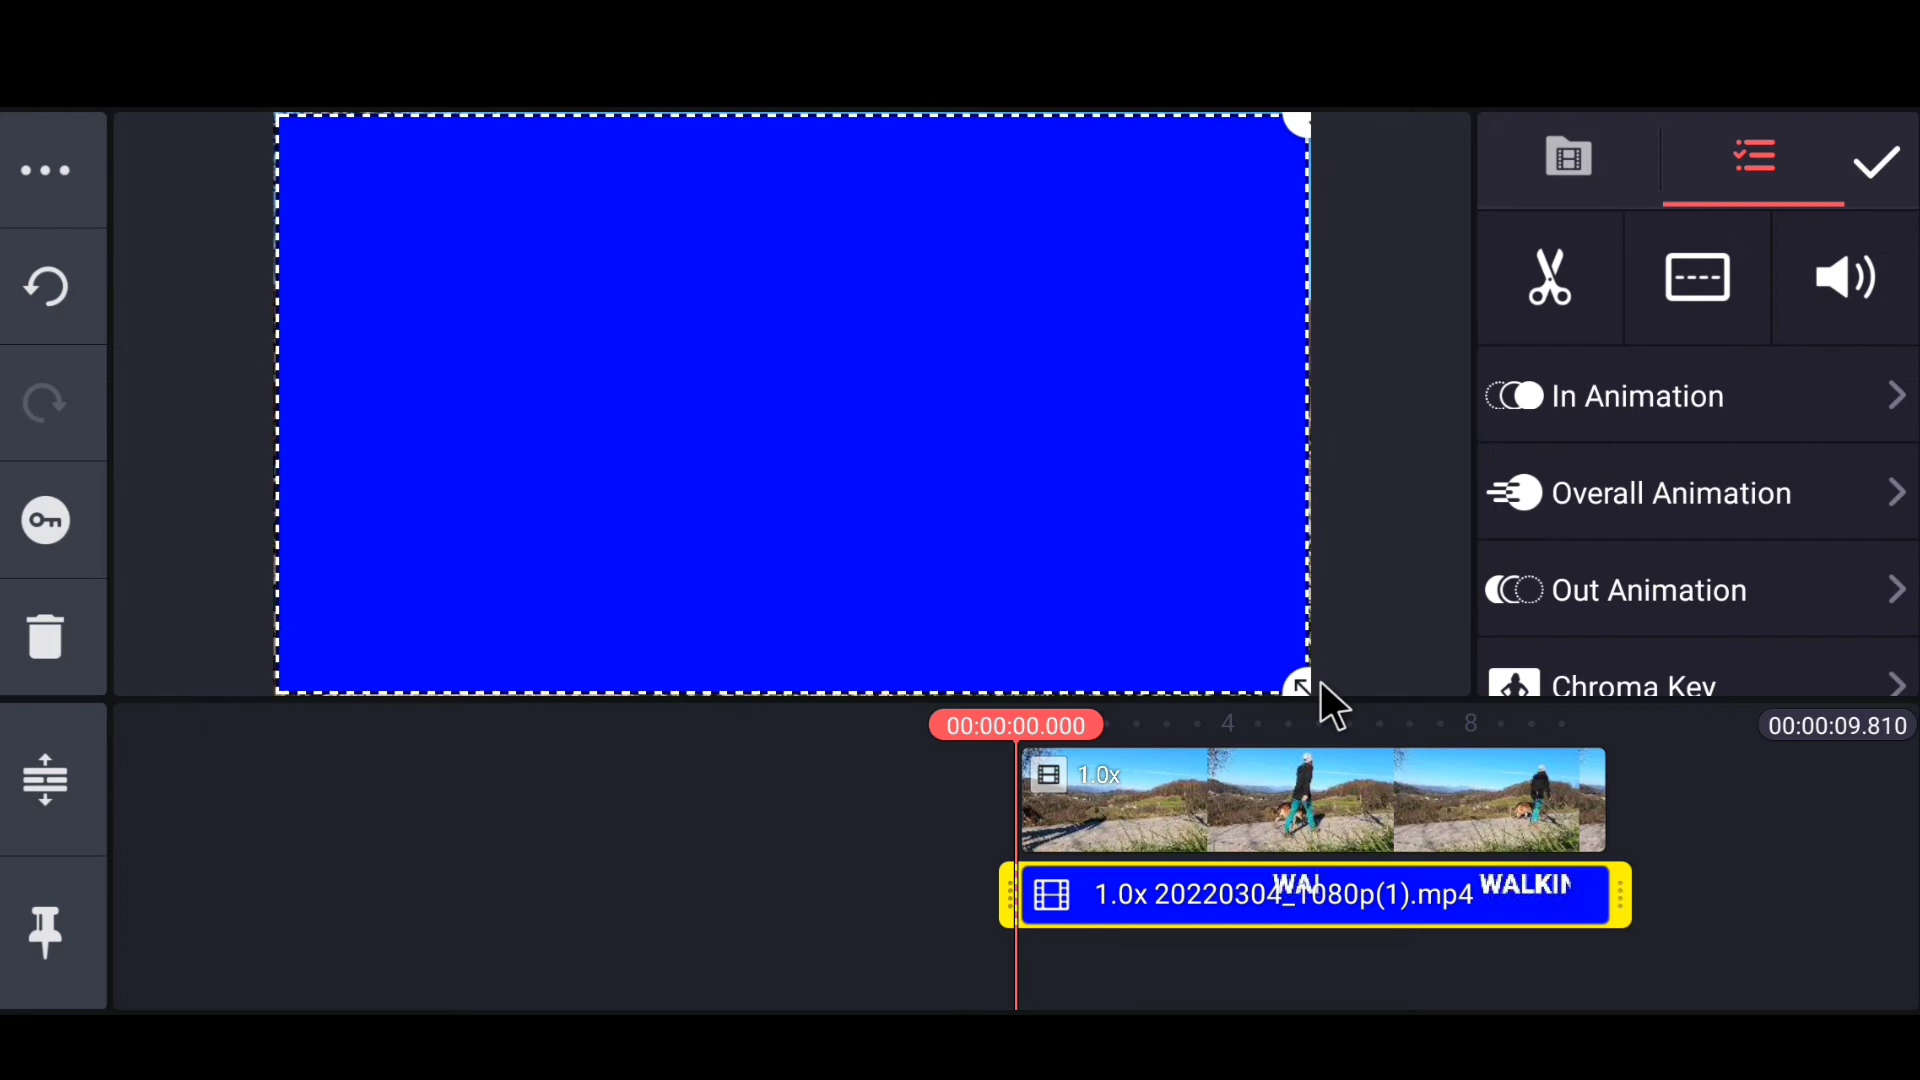 In Animation
Overall Animation
Out Animation
Chroma Key
00:00:00.000
4
8
00:00:09.810
1.0x
1.0x 20220304_1080p(1).mp4
WAL
WALKIN